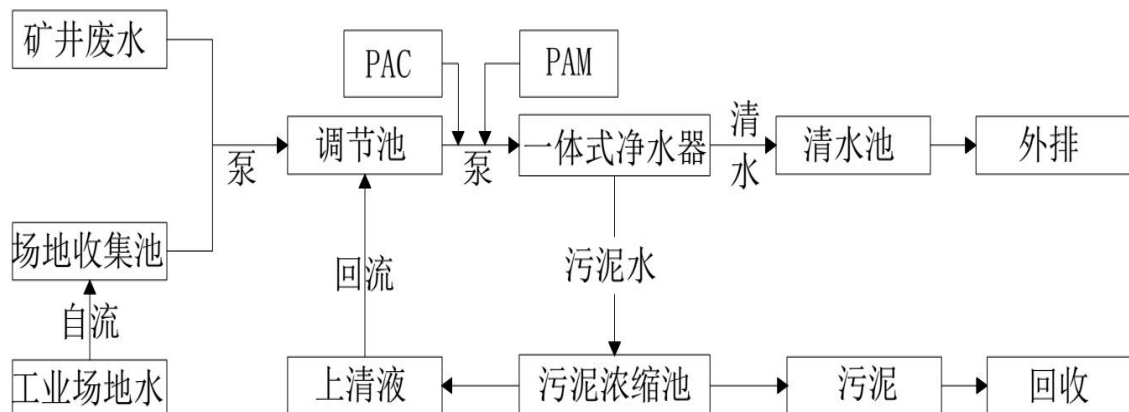 矿井废水
PAC
PAM
泵
调节池
泵
一体式净水器
清水
清水池
外排
场地收集池
自流
工业场地水
回流
污泥水
上清液
污泥浓缩池
污泥
回收